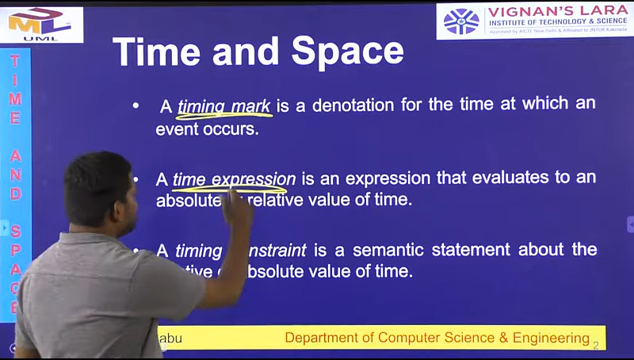 UML
VIGNAN'S LARA
INSTITUTE OF TECHNOLOGY & SCIENCE
Time and Space
TIME AND SPACE
• A timing mark is a denotation for the time at which an
event occurs.
• A time expression is an expression that evaluates to an
absolute relative value of time.
• A timing constraint is a semantic statement about the
absolute value of time.
Department of Computer Science & Engineering
2